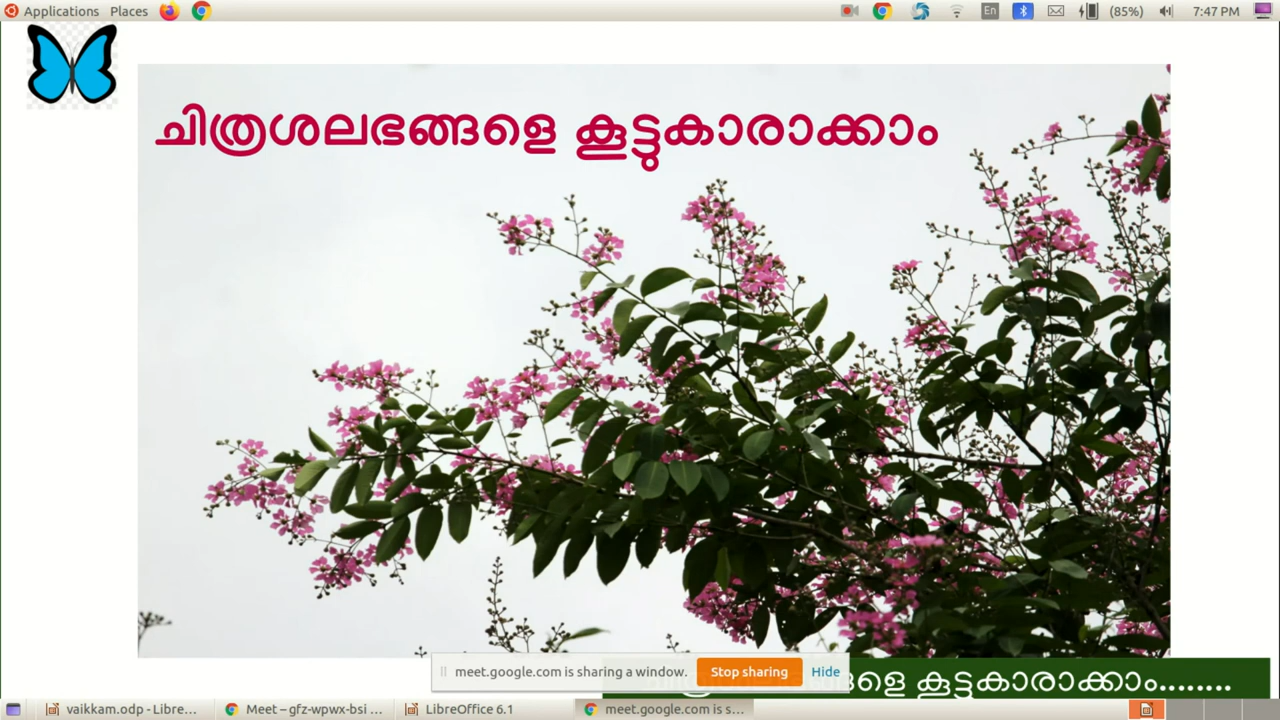 Applications Places En (85%) 7:47 PM
ചിത്രശലഭങ്ങളെ കൂട്ടുകാരാക്കാം
meet.google.com is sharing a window. Stop sharing Hide
കൂട്ടുകാരാക്കാം........
vaikkam.odp - Libre... Meet – gfz-wpwx-bsi ... LibreOffice 6.1 meet.google.com is s...